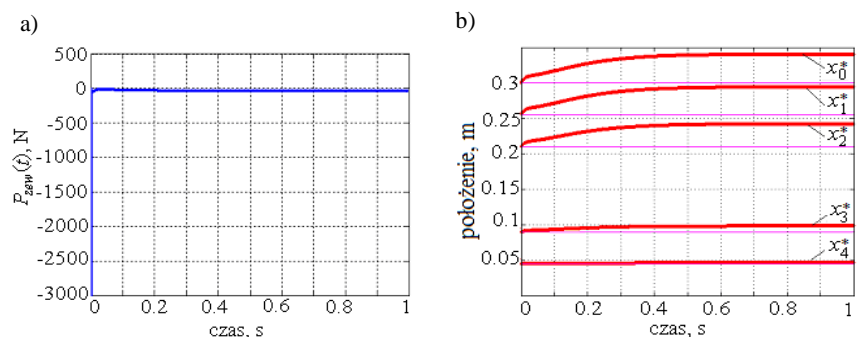 a)
500
0
-500
-1000
-1500
-2000
-2500
-3000
P_zew(t), N
0
0.2
0.4
0.6
0.8
1
czas, s
b)
0.3
0.25
0.2
0.15
0.1
0.05
położenie, m
x*_0
x*_1
x*_2
x*_3
x*_4
0
0.2
0.4
0.6
0.8
1
czas, s